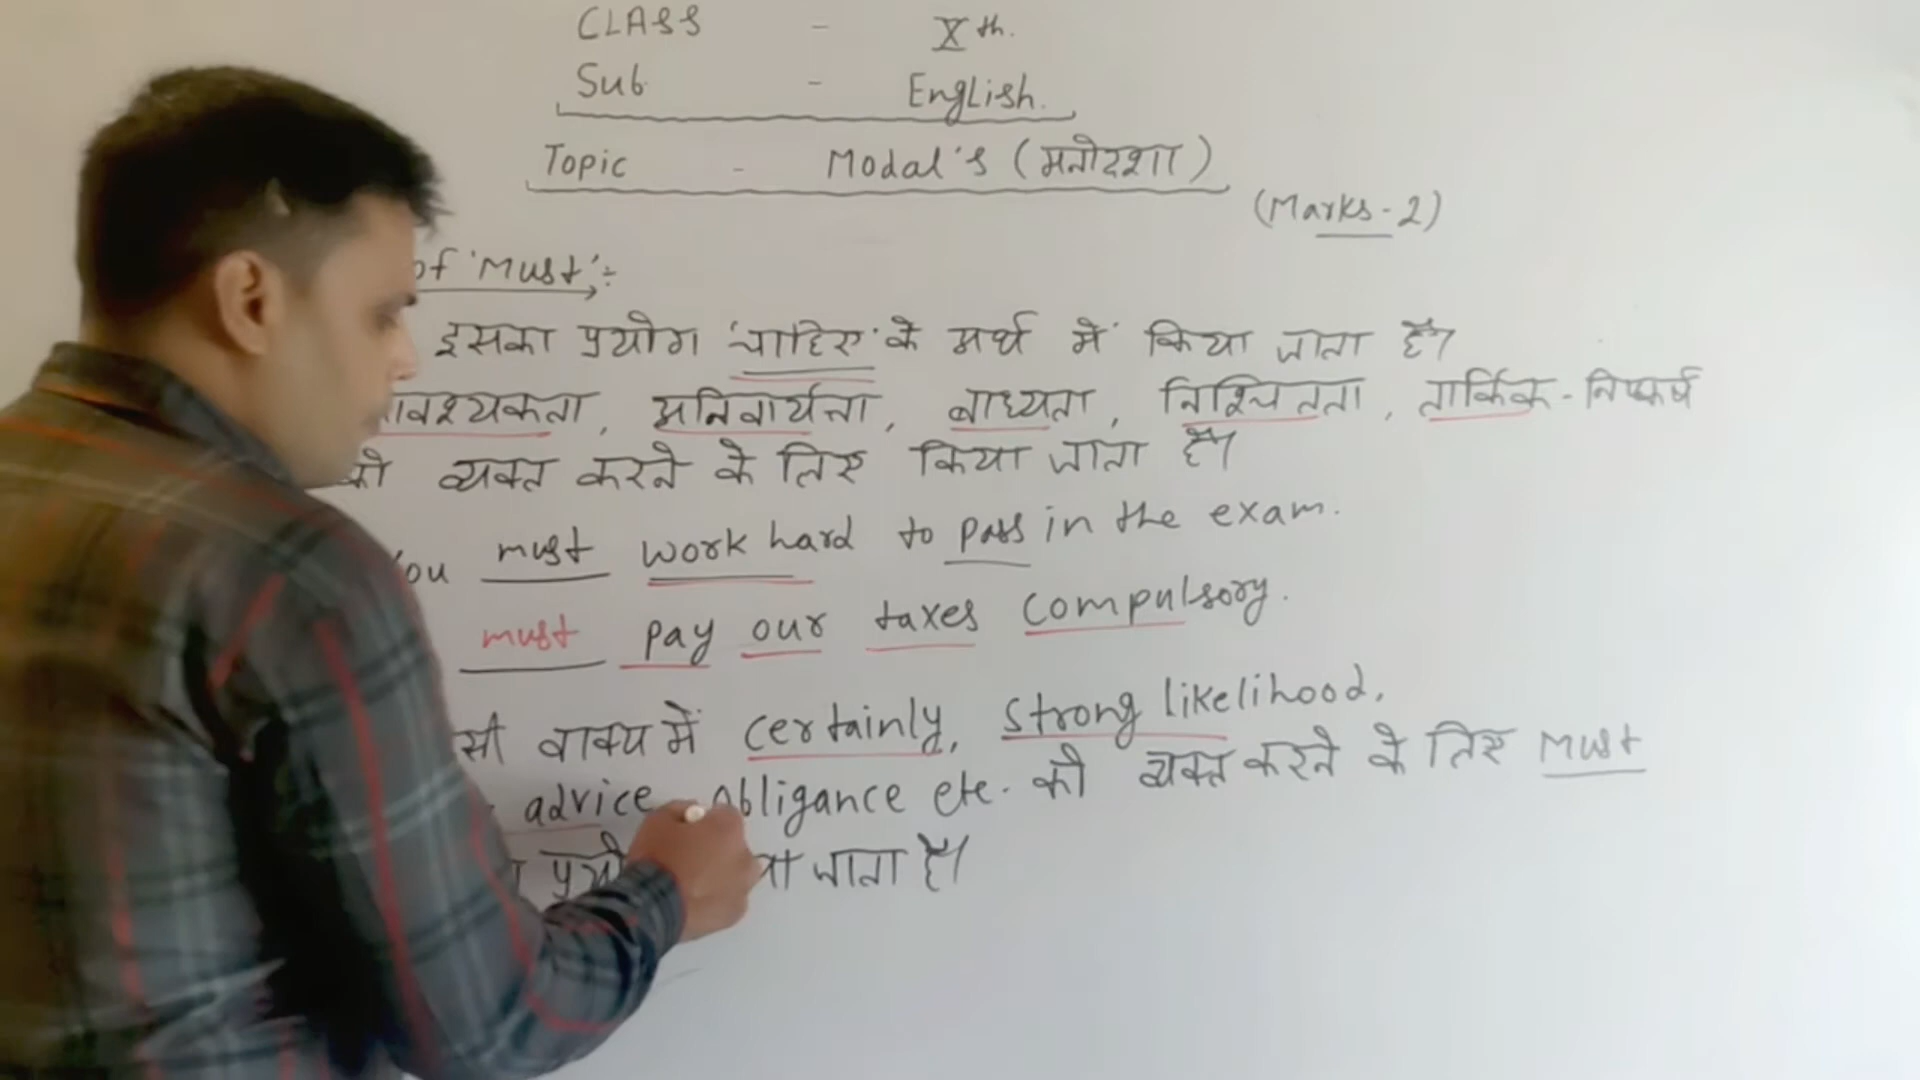 CLASS - Xth.
Sub - English.
Topic - Modal's (मनोदशा)
(Marks-2)
of 'Must' :-
इसका प्रयोग 'चाहिए' के अर्थ में किया जाता है।
आवश्यकता, अनिवार्यता, बाध्यता, निश्चितता, तार्किक-निष्कर्ष
को व्यक्त करने के लिए किया जाता है।
You must work hard to pass in the exam.
must pay our taxes compulsory.
सी वाक्य में certainly, strong likelihood,
advice, obligance etc. को व्यक्त करने के लिए Must
जाता है।